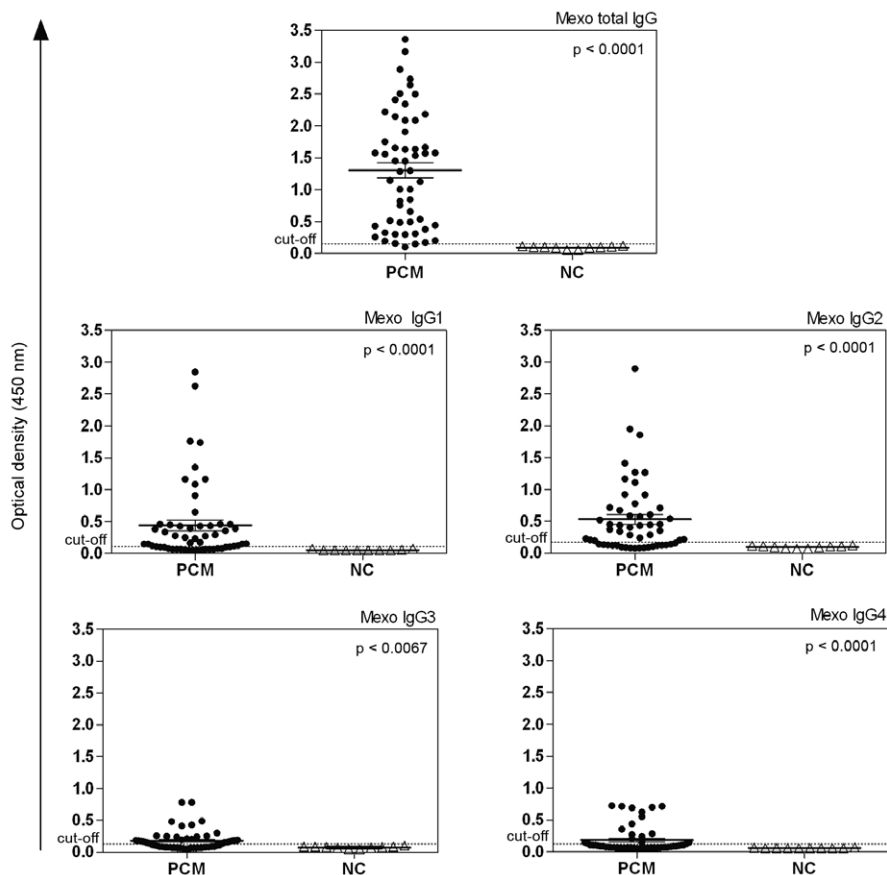 Optical density (450 nm)
Mexo total IgG
p < 0.0001
3.5
3.0
2.5
2.0
1.5
1.0
0.5
cut-off
0.0
PCM NC
Mexo IgG1
p < 0.0001
3.5
3.0
2.5
2.0
1.5
1.0
0.5
cut-off
0.0
PCM NC
Mexo IgG2
p < 0.0001
3.5
3.0
2.5
2.0
1.5
1.0
0.5
cut-off
0.0
PCM NC
Mexo IgG3
p < 0.0067
3.5
3.0
2.5
2.0
1.5
1.0
0.5
cut-off
0.0
PCM NC
Mexo IgG4
p < 0.0001
3.5
3.0
2.5
2.0
1.5
1.0
0.5
cut-off
0.0
PCM NC